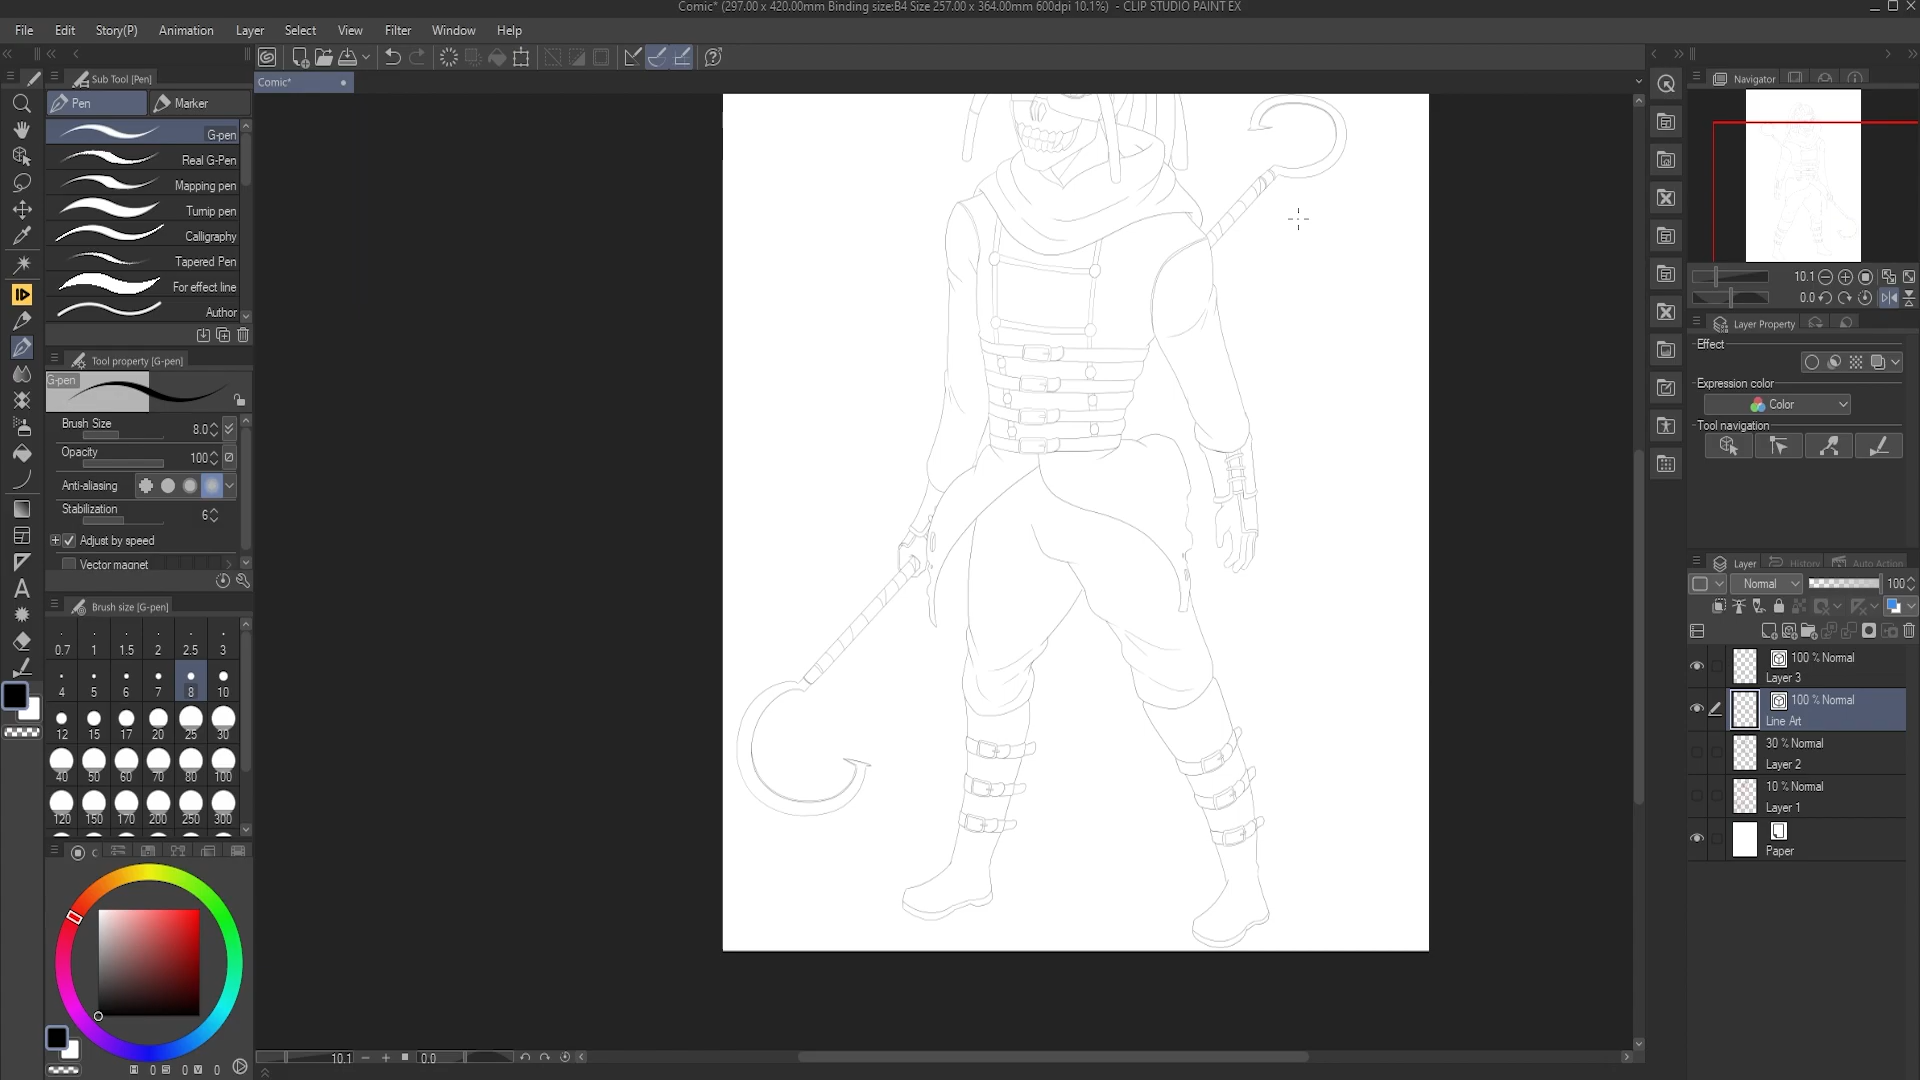 Comic* (297.00 x 420.00mm Binding size:B4 Size 257.00 x 364.00mm 600dpi 10.1%) - CLIP STUDIO PAINT EX
File Edit Story(P) Animation Layer Select View Filter Window Help
Sub Tool [Pen]
Comic*
Navigator
Pen Marker
G-pen
Real G-Pen
Mapping pen
Turnip pen
Calligraphy
Tapered Pen
For effect line
Author
10.1
0.0
Layer Property
Effect
Expression color
Color
Tool navigation
Tool property [G-pen]
G-pen
Brush Size 8.0
Opacity 100
Anti-aliasing
Stabilization 6
Adjust by speed
Vector magnet
Brush size [G-pen]
0.7 1 1.5 2 2.5 3
4 5 6 7 8 10
12 15 17 20 25 30
40 50 60 70 80 100
120 150 170 200 250 300
Layer History Auto Action
Normal 100
100 % Normal
Layer 3
100 % Normal
Line Art
30 % Normal
Layer 2
10 % Normal
Layer 1
Paper
10.1 0.0
H 0 S 0 V 0